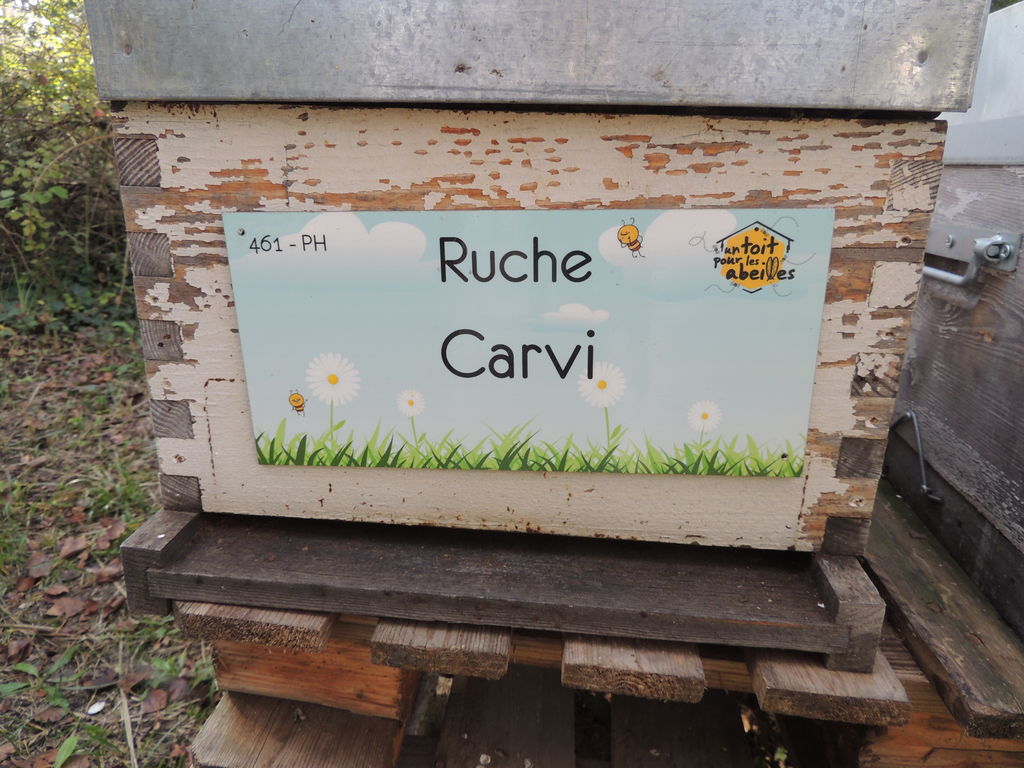 461 - PH
Ruche
Carvi
un toit
pour les
abeilles